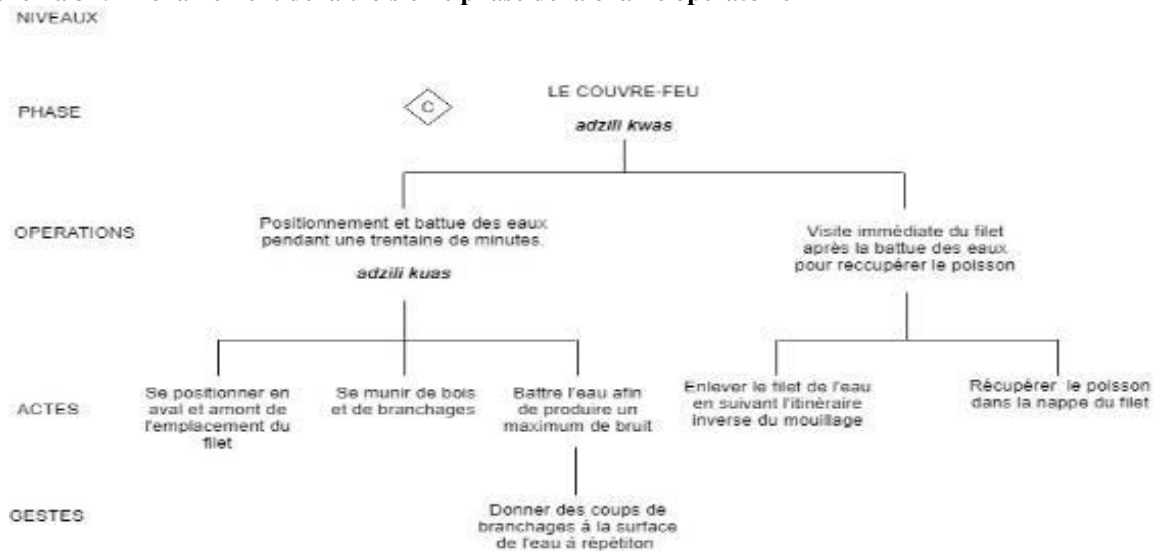 NIVEAUX
PHASE
C
LE COUVRE-FEU
adzili kwas
OPERATIONS
Positionnement et battue des eaux
pendant une trentaine de minutes.
adzili kuas
Visite immédiate du filet
après la battue des eaux
pour reccupérer le poisson
ACTES
Se positionner en
aval et amont de
l'emplacement du
filet
Se munir de bois
et de branchages
Battre l'eau afin
de produire un
maximum de bruit
Enlever le filet de l'eau
en suivant l'itinéraire
inverse du mouillage
Récupérer le poisson
dans la nappe du filet
GESTES
Donner des coups de
branchages à la surface
de l'eau à répétiton